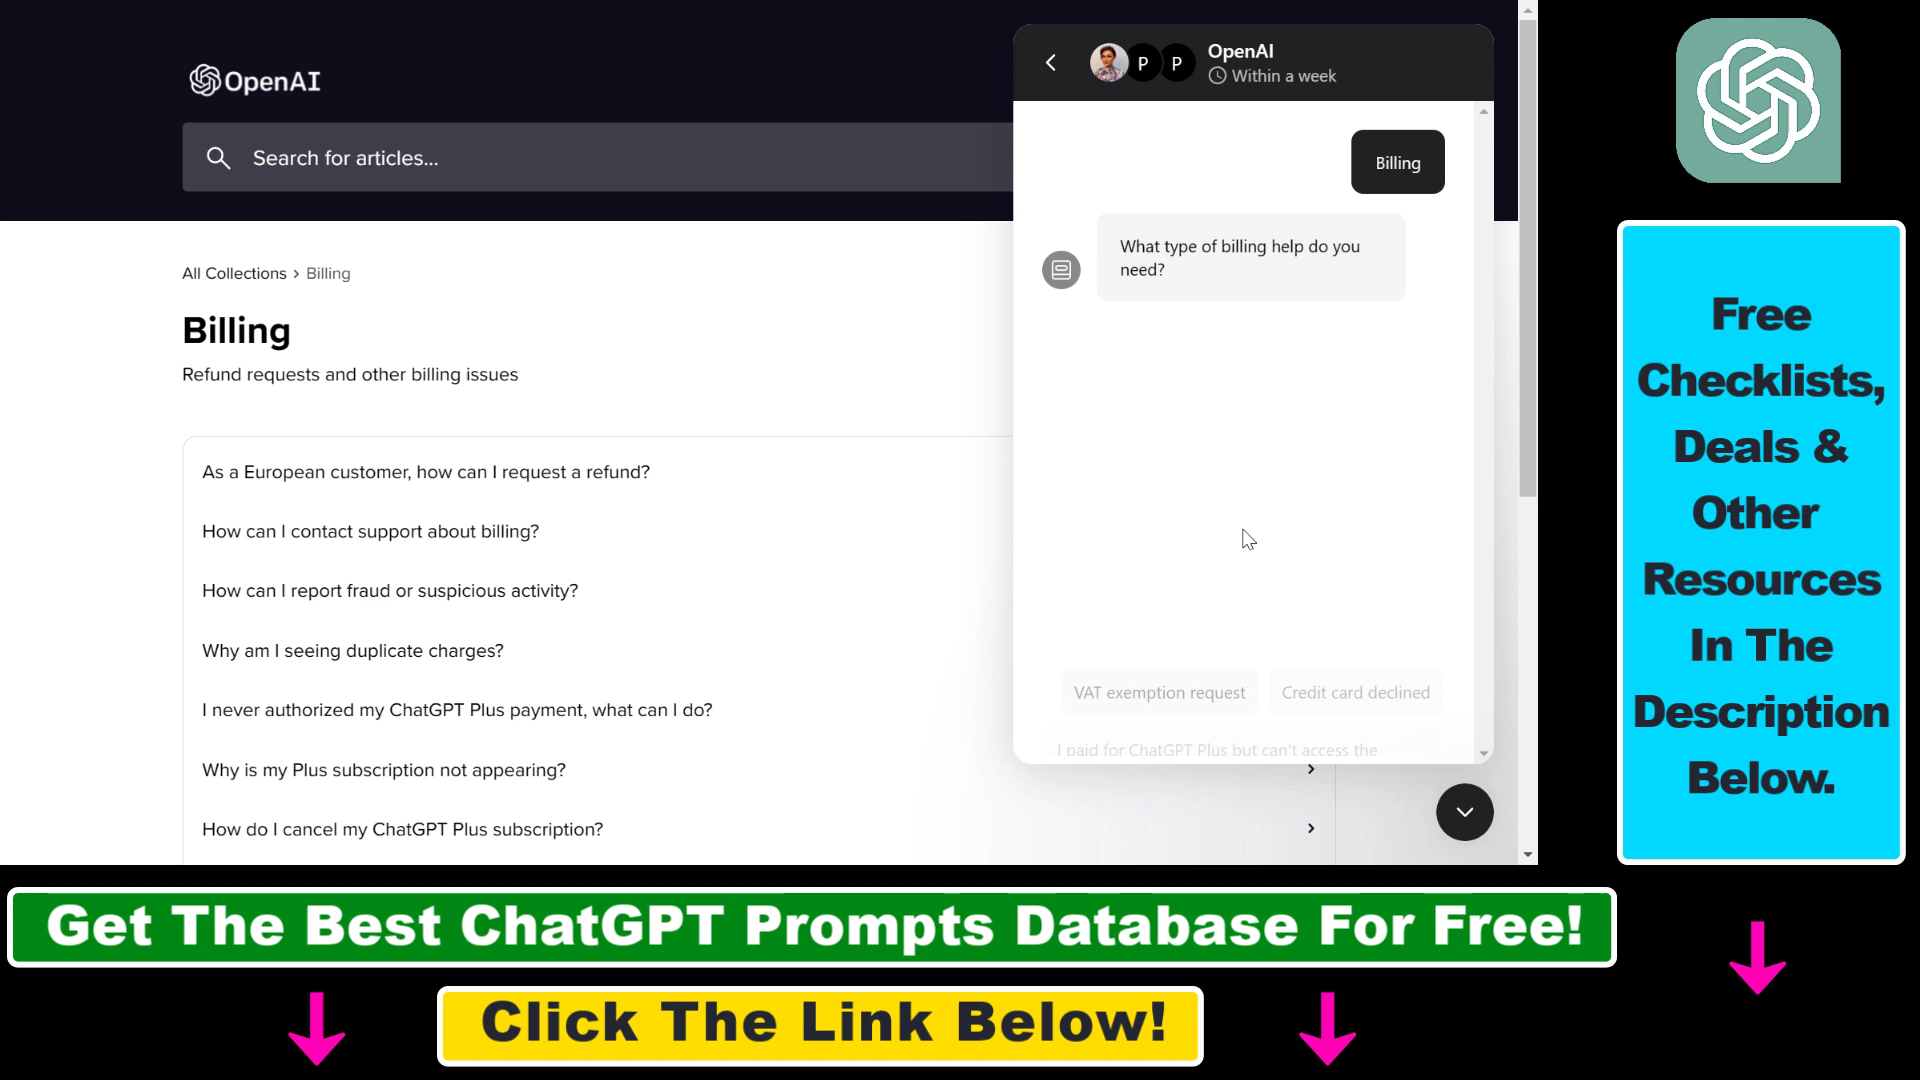 OpenAI
Search for articles...
All Collections > Billing
Billing
Refund requests and other billing issues
As a European customer, how can I request a refund?
How can I contact support about billing?
How can I report fraud or suspicious activity?
Why am I seeing duplicate charges?
I never authorized my ChatGPT Plus payment, what can I do?
Why is my Plus subscription not appearing?
How do I cancel my ChatGPT Plus subscription?
P
P
OpenAI
Within a week
Billing
What type of billing help do you
need?
VAT exemption request
Credit card declined
I paid for ChatGPT Plus but can't access the
Free
Checklists,
Deals &
Other
Resources
In The
Description
Below.
Get The Best ChatGPT Prompts Database For Free!
Click The Link Below!